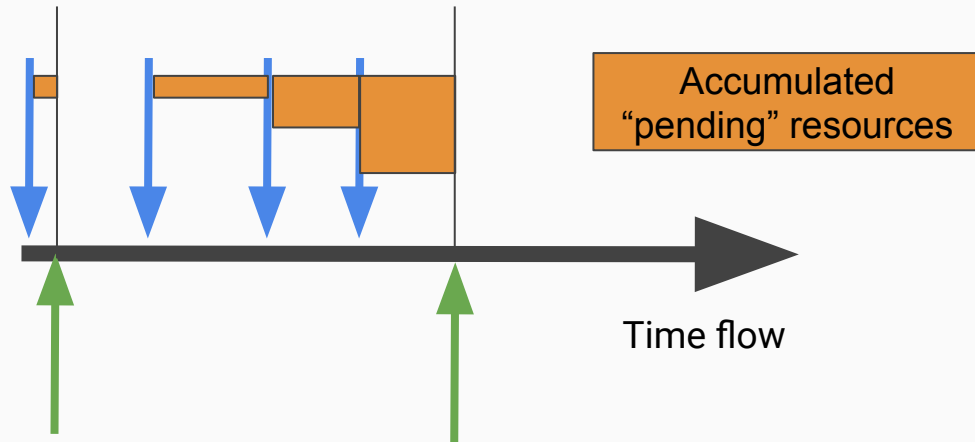 Accumulated
“pending” resources
Time flow